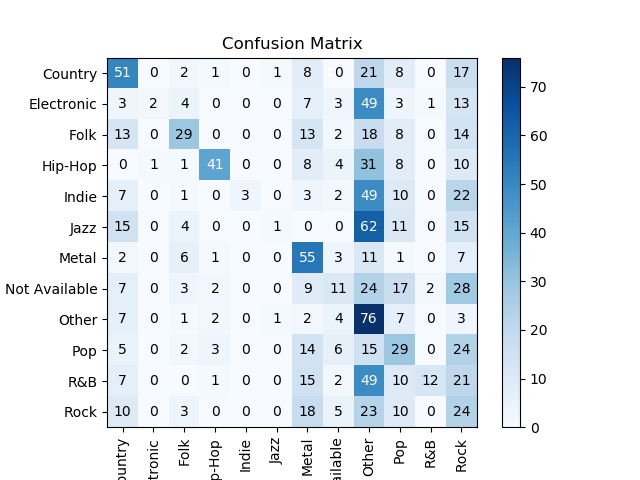 Confusion Matrix
Country 51 0 2 1 0 1 8 0 21 8 0 17
Electronic 3 2 4 0 0 0 7 3 49 3 1 13
Folk 13 0 29 0 0 0 13 2 18 8 0 14
Hip-Hop 0 1 1 41 0 0 8 4 31 8 0 10
Indie 7 0 1 0 3 0 3 2 49 10 0 22
Jazz 15 0 4 0 0 1 0 0 62 11 0 15
Metal 2 0 6 1 0 0 55 3 11 1 0 7
Not Available 7 0 3 2 0 0 9 11 24 17 2 28
Other 7 0 1 2 0 1 2 4 76 7 0 3
Pop 5 0 2 3 0 0 14 6 15 29 0 24
R&B 7 0 0 1 0 0 15 2 49 10 12 21
Rock 10 0 3 0 0 0 18 5 23 10 0 24
ountry
tronic
Folk
p-Hop
Indie
Jazz
Metal
ailable
Other
Pop
R&B
Rock
70
60
50
40
30
20
10
0